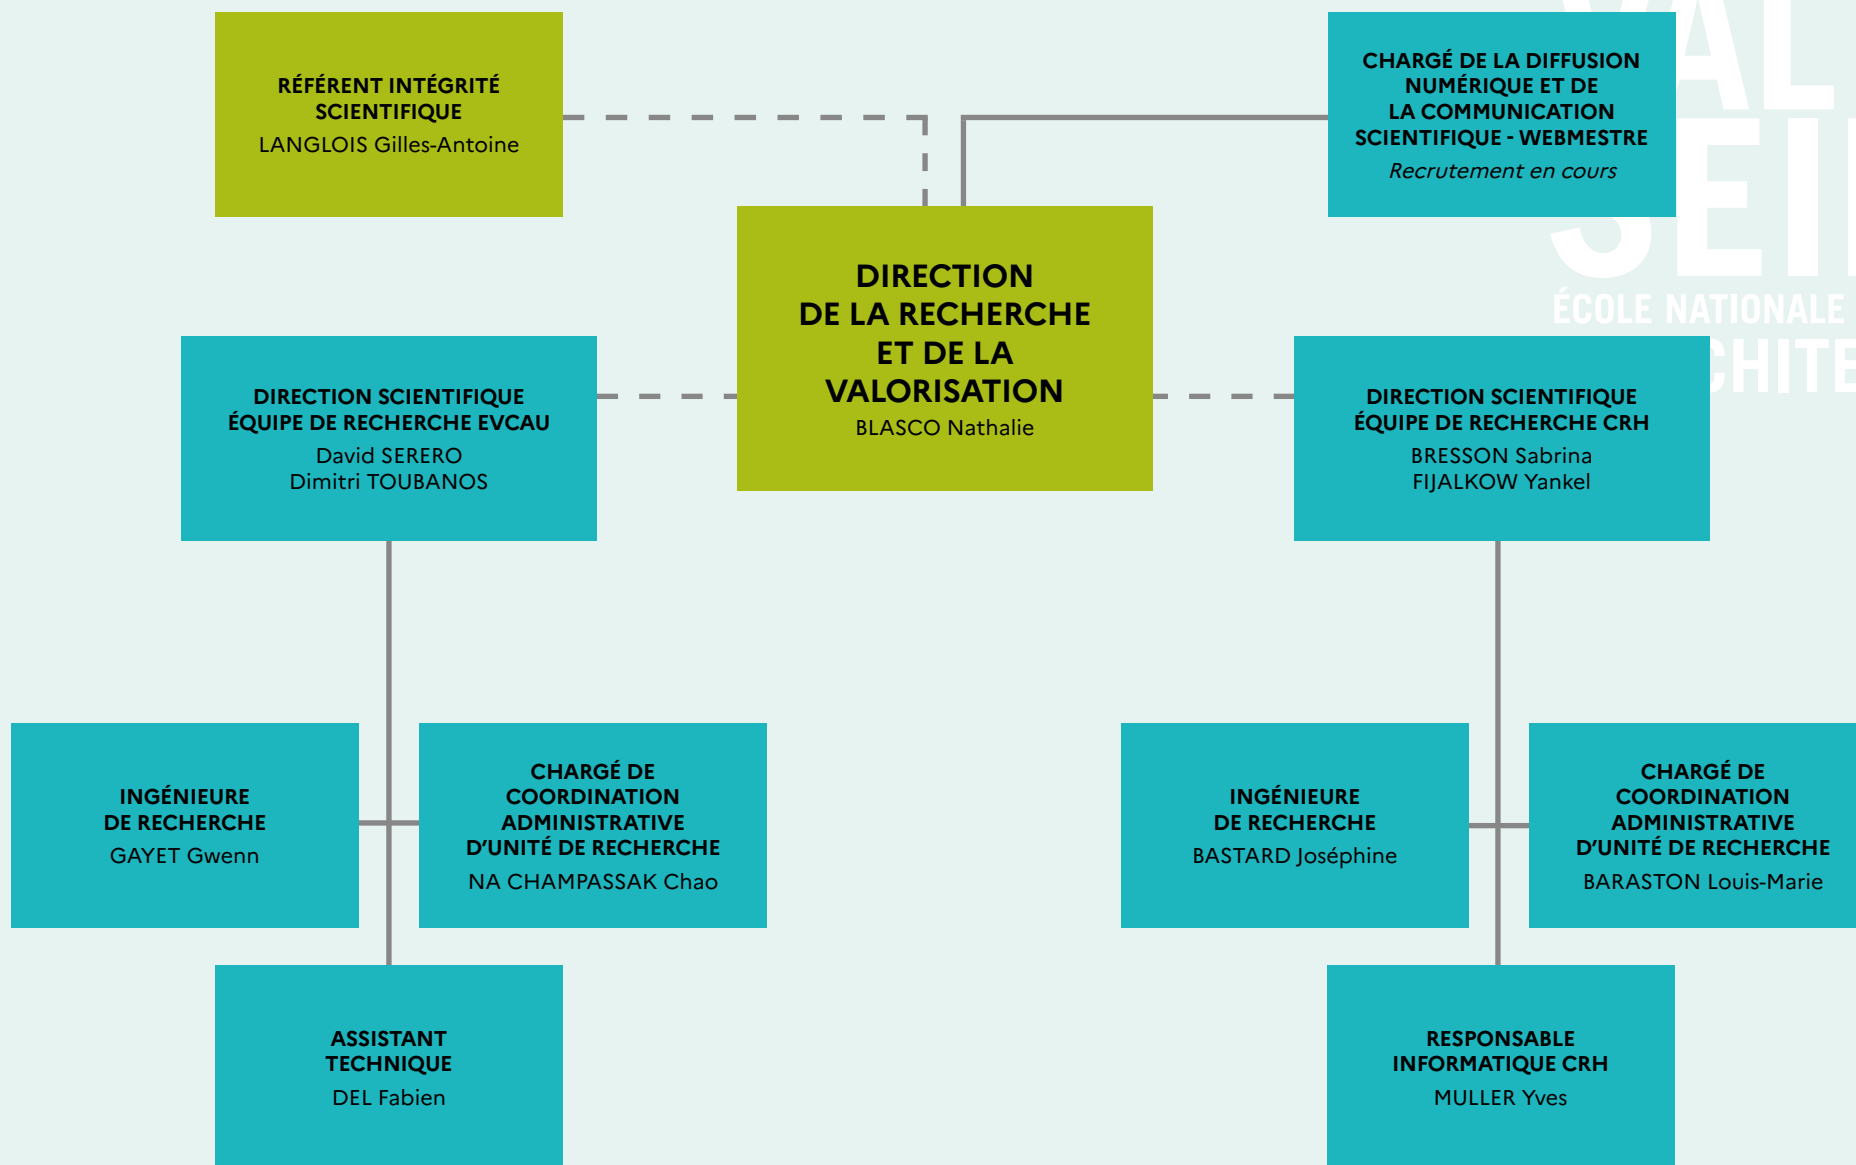 RÉFÉRENT INTÉGRITÉ
SCIENTIFIQUE
LANGLOIS Gilles-Antoine
CHARGÉ DE LA DIFFUSION
NUMÉRIQUE ET DE
LA COMMUNICATION
SCIENTIFIQUE - WEBMESTRE
Recrutement en cours
ÉCOLE NATIONALE
DIRECTION
DE LA RECHERCHE
ET DE LA
VALORISATION
BLASCO Nathalie
DIRECTION SCIENTIFIQUE
ÉQUIPE DE RECHERCHE EVCAU
David SERERO
Dimitri TOUBANOS
DIRECTION SCIENTIFIQUE
ÉQUIPE DE RECHERCHE CRH
BRESSON Sabrina
FIJALKOW Yankel
INGÉNIEURE
DE RECHERCHE
GAYET Gwenn
CHARGÉ DE
COORDINATION
ADMINISTRATIVE
D'UNITÉ DE RECHERCHE
NA CHAMPASSAK Chao
INGÉNIEURE
DE RECHERCHE
BASTARD Joséphine
CHARGÉ DE
COORDINATION
ADMINISTRATIVE
D'UNITÉ DE RECHERCHE
BARASTON Louis-Marie
ASSISTANT
TECHNIQUE
DEL Fabien
RESPONSABLE
INFORMATIQUE CRH
MULLER Yves